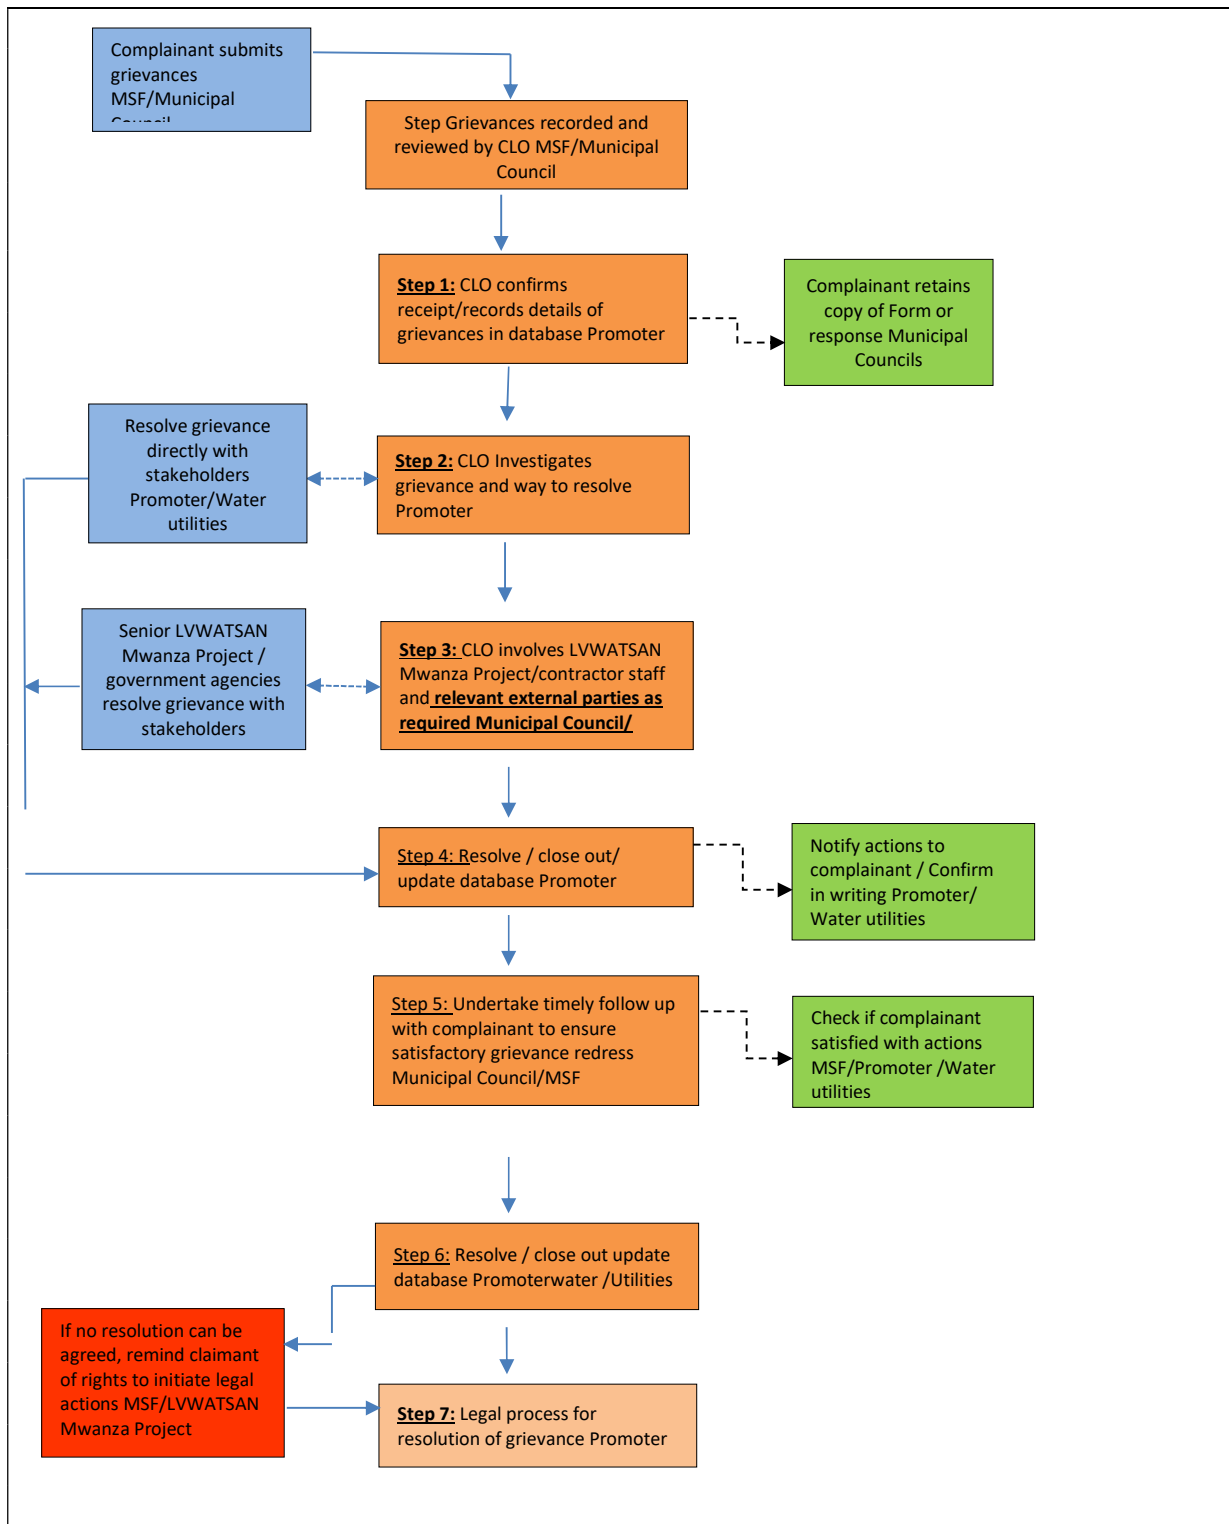 Complainant submits
grievances
MSF/Municipal
Council
Step Grievances recorded and
reviewed by CLO MSF/Municipal
Council
Step 1: CLO confirms
receipt/records details of
grievances in database Promoter
Complainant retains
copy of Form or
response Municipal
Councils
Resolve grievance
directly with
stakeholders
Promoter/Water
utilities
Step 2: CLO Investigates
grievance and way to resolve
Promoter
Senior LVWATSAN
Mwanza Project /
government agencies
resolve grievance with
stakeholders
Step 3: CLO involves LVWATSAN
Mwanza Project/contractor staff
and relevant external parties as
required Municipal Council/
Step 4: Resolve / close out/
update database Promoter
Notify actions to
complainant / Confirm
in writing Promoter/
Water utilities
Step 5: Undertake timely follow up
with complainant to ensure
satisfactory grievance redress
Municipal Council/MSF
Check if complainant
satisfied with actions
MSF/Promoter /Water
utilities
Step 6: Resolve / close out update
database Promoterwater /Utilities
If no resolution can be
agreed, remind claimant
of rights to initiate legal
actions MSF/LVWATSAN
Mwanza Project
Step 7: Legal process for
resolution of grievance Promoter